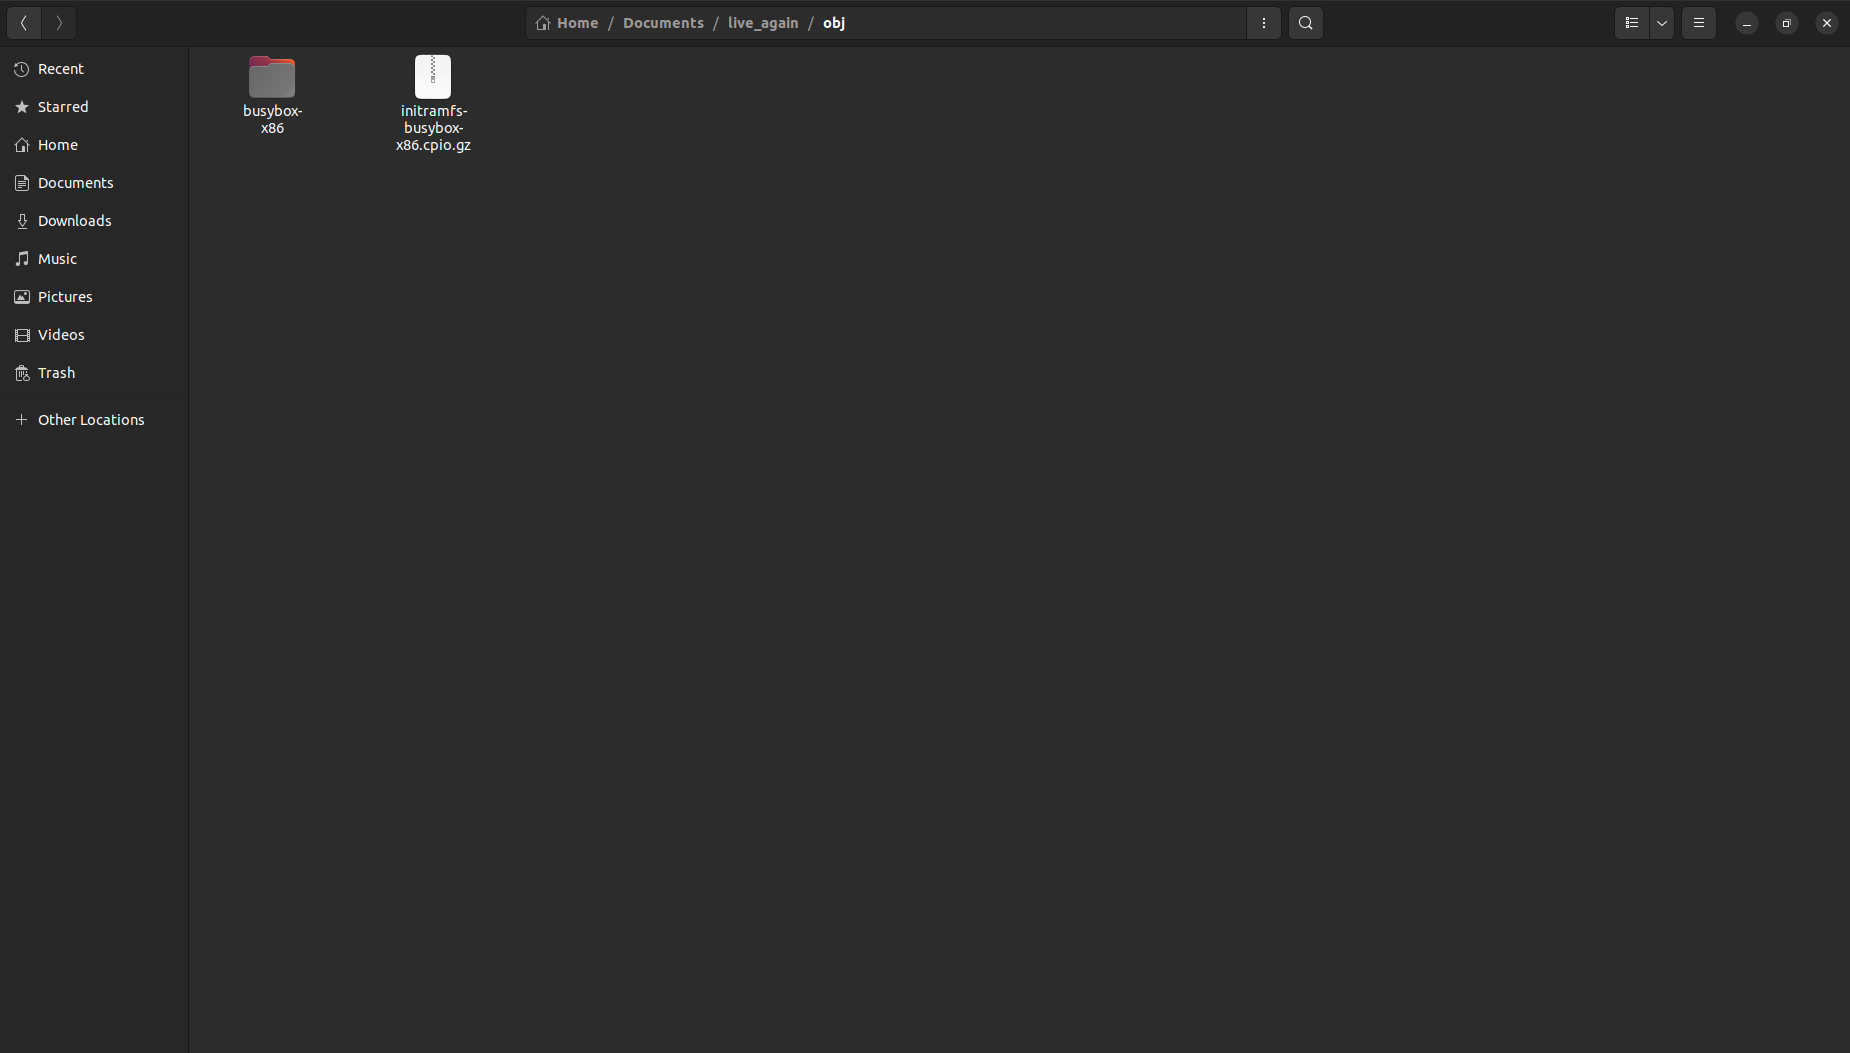 Home / Documents / live_again / obj
Recent
Starred
Home
Documents
Downloads
Music
Pictures
Videos
Trash
Other Locations
busybox-
x86
initramfs-
busybox-
x86.cpio.gz